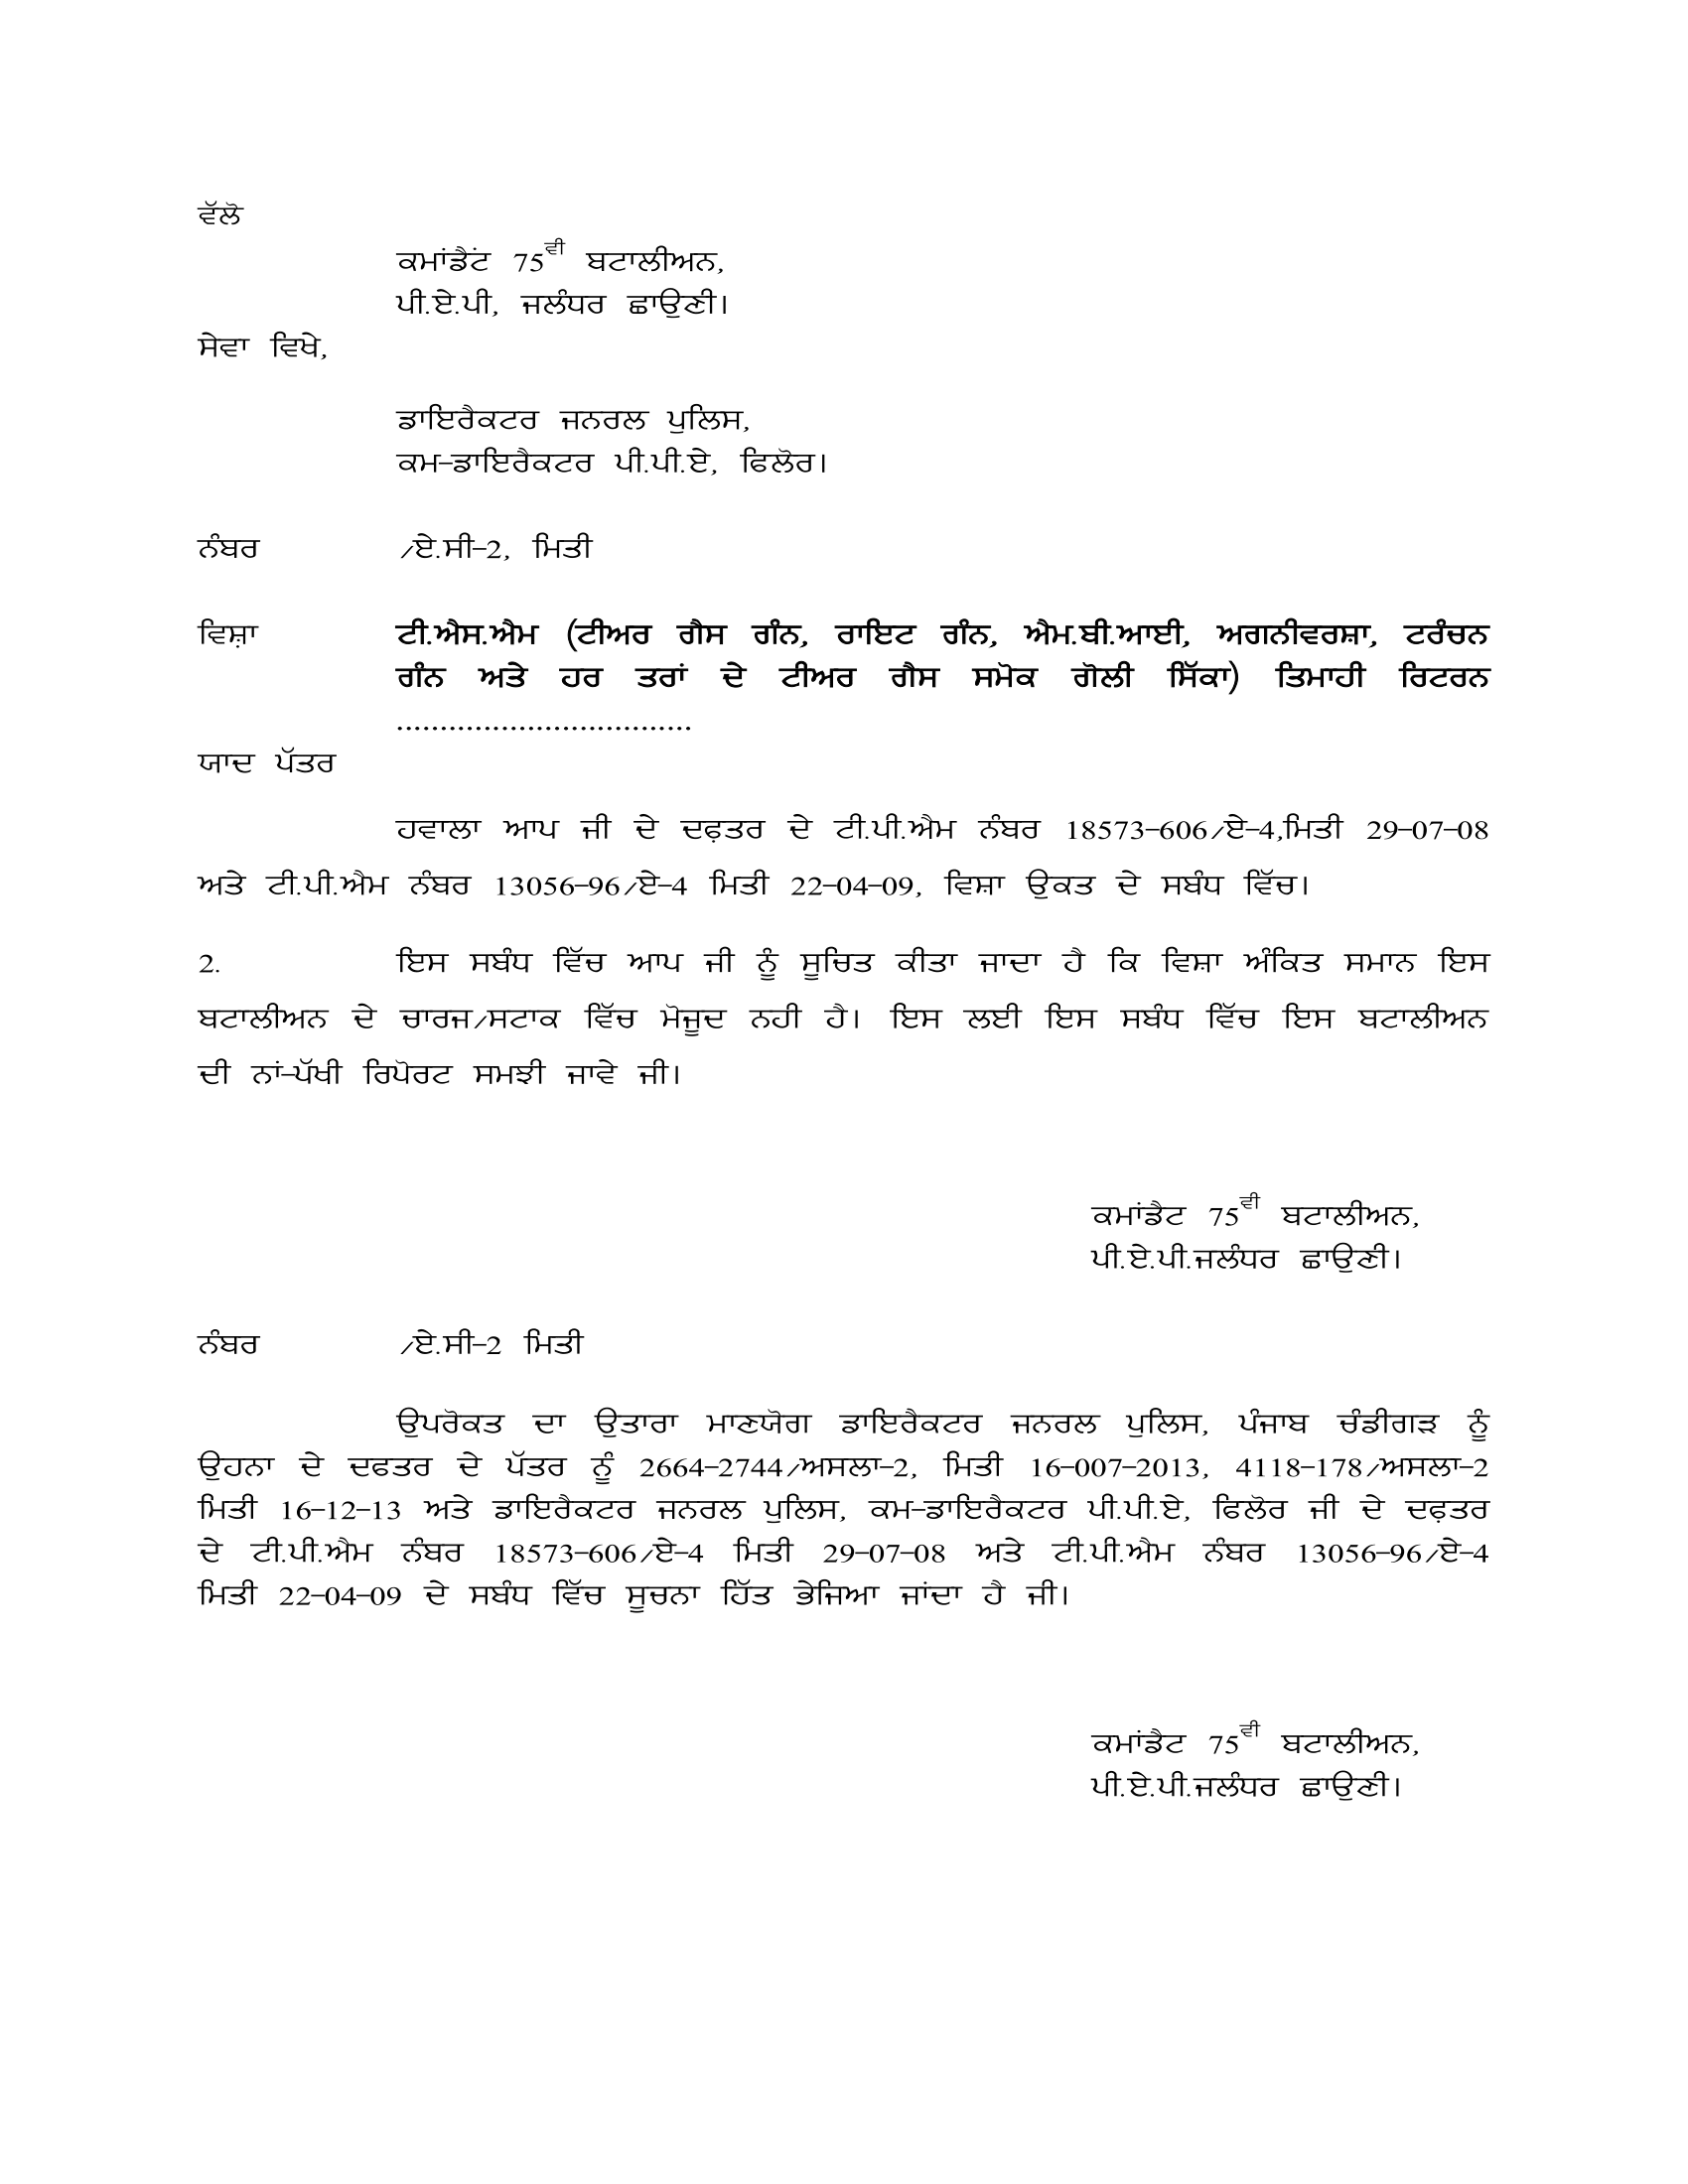 ਵੱਲੋ
ਕਮਾਂਡੈਂਟ 75ਵੀ ਬਟਾਲੀਅਨ,
ਪੀ.ਏ.ਪੀ, ਜਲੰਧਰ ਛਾਉਣੀ।
ਸੇਵਾ ਵਿਖੇ,
ਡਾਇਰੈਕਟਰ ਜਨਰਲ ਪੁਲਿਸ,
ਕਮ-ਡਾਇਰੈਕਟਰ ਪੀ.ਪੀ.ਏ, ਫਿਲੋਰ।
ਨੰਬਰ /ਏ.ਸੀ-2, ਮਿਤੀ
ਵਿਸ਼ਾ ਟੀ.ਐਸ.ਐਮ (ਟੀਅਰ ਗੈਸ ਗੰਨ, ਰਾਇਟ ਗੰਨ, ਐਮ.ਬੀ.ਆਈ, ਅਗਨੀਵਰਸ਼ਾ, ਟਰੰਚਨ
ਗੰਨ ਅਤੇ ਹਰ ਤਰਾਂ ਦੇ ਟੀਅਰ ਗੈਸ ਸਮੋਕ ਗੋਲੀ ਸਿੱਕਾ) ਤਿਮਾਹੀ ਰਿਟਰਨ
..................................
ਯਾਦ ਪੱਤਰ
ਹਵਾਲਾ ਆਪ ਜੀ ਦੇ ਦਫ਼ਤਰ ਦੇ ਟੀ.ਪੀ.ਐਮ ਨੰਬਰ 18573-606/ਏ-4,ਮਿਤੀ 29-07-08
ਅਤੇ ਟੀ.ਪੀ.ਐਮ ਨੰਬਰ 13056-96/ਏ-4 ਮਿਤੀ 22-04-09, ਵਿਸ਼ਾ ਉਕਤ ਦੇ ਸਬੰਧ ਵਿੱਚ।
2. ਇਸ ਸਬੰਧ ਵਿੱਚ ਆਪ ਜੀ ਨੂੰ ਸੂਚਿਤ ਕੀਤਾ ਜਾਦਾ ਹੈ ਕਿ ਵਿਸ਼ਾ ਅੰਕਿਤ ਸਮਾਨ ਇਸ
ਬਟਾਲੀਅਨ ਦੇ ਚਾਰਜ/ਸਟਾਕ ਵਿੱਚ ਮੋਜੂਦ ਨਹੀ ਹੈ। ਇਸ ਲਈ ਇਸ ਸਬੰਧ ਵਿੱਚ ਇਸ ਬਟਾਲੀਅਨ
ਦੀ ਨਾਂ-ਪੱਖੀ ਰਿਪੋਰਟ ਸਮਝੀ ਜਾਵੇ ਜੀ।
ਕਮਾਂਡੈਟ 75ਵੀ ਬਟਾਲੀਅਨ,
ਪੀ.ਏ.ਪੀ.ਜਲੰਧਰ ਛਾਉਣੀ।
ਨੰਬਰ /ਏ.ਸੀ-2 ਮਿਤੀ
ਉਪਰੋਕਤ ਦਾ ਉਤਾਰਾ ਮਾਣਯੋਗ ਡਾਇਰੈਕਟਰ ਜਨਰਲ ਪੁਲਿਸ, ਪੰਜਾਬ ਚੰਡੀਗੜ ਨੂੰ
ਉਹਨਾ ਦੇ ਦਫਤਰ ਦੇ ਪੱਤਰ ਨੂੰ 2664-2744/ਅਸਲਾ-2, ਮਿਤੀ 16-007-2013, 4118-178/ਅਸਲਾ-2
ਮਿਤੀ 16-12-13 ਅਤੇ ਡਾਇਰੈਕਟਰ ਜਨਰਲ ਪੁਲਿਸ, ਕਮ-ਡਾਇਰੈਕਟਰ ਪੀ.ਪੀ.ਏ, ਫਿਲੋਰ ਜੀ ਦੇ ਦਫ਼ਤਰ
ਦੇ ਟੀ.ਪੀ.ਐਮ ਨੰਬਰ 18573-606/ਏ-4 ਮਿਤੀ 29-07-08 ਅਤੇ ਟੀ.ਪੀ.ਐਮ ਨੰਬਰ 13056-96/ਏ-4
ਮਿਤੀ 22-04-09 ਦੇ ਸਬੰਧ ਵਿੱਚ ਸੂਚਨਾ ਹਿੱਤ ਭੇਜਿਆ ਜਾਂਦਾ ਹੈ ਜੀ।
ਕਮਾਂਡੈਟ 75ਵੀ ਬਟਾਲੀਅਨ,
ਪੀ.ਏ.ਪੀ.ਜਲੰਧਰ ਛਾਉਣੀ।